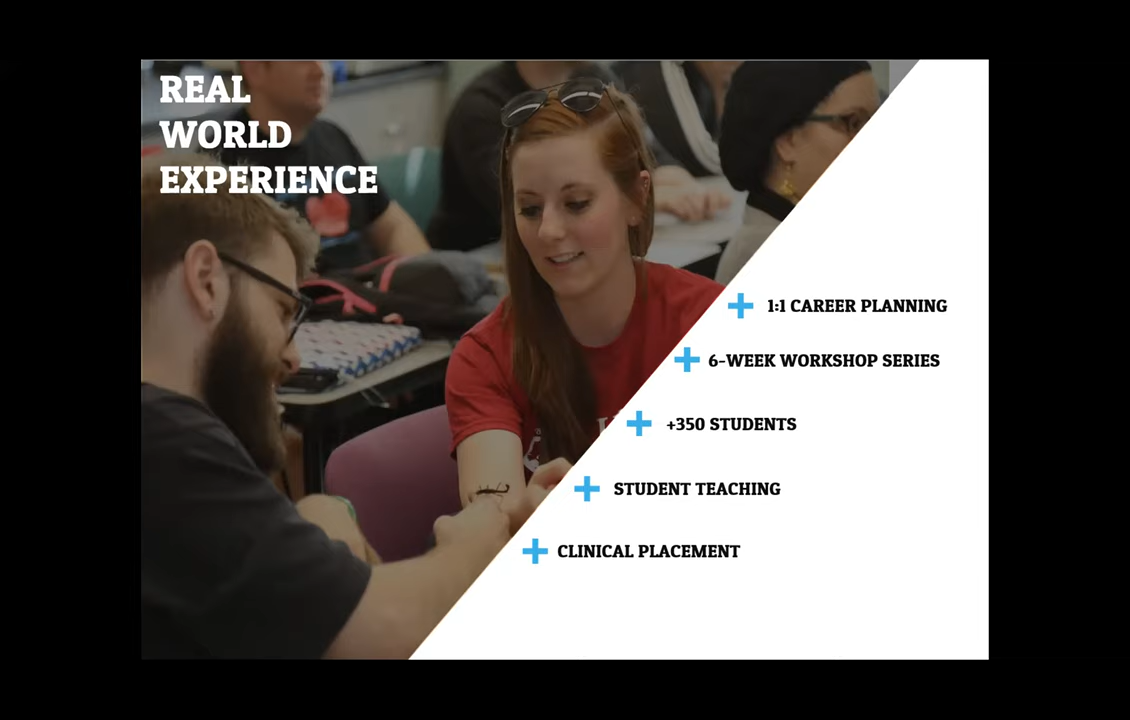 REAL
WORLD
EXPERIENCE
1:1 CAREER PLANNING
6-WEEK WORKSHOP SERIES
+350 STUDENTS
STUDENT TEACHING
CLINICAL PLACEMENT